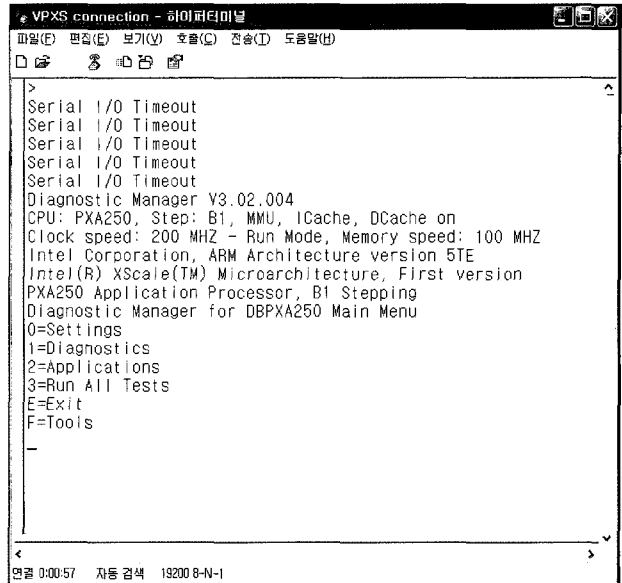 VPXS connection - 하이퍼터미널
파일(F) 편집(E) 보기(V) 호출(C) 전송(T) 도움말(H)
>
Serial I/O Timeout
Serial I/O Timeout
Serial I/O Timeout
Serial I/O Timeout
Serial I/O Timeout
Diagnostic Manager V3.02.004
CPU: PXA250, Step: B1, MMU, ICache, DCache on
Clock speed: 200 MHZ - Run Mode, Memory speed: 100 MHZ
Intel Corporation, ARM Architecture version 5TE
Intel(R) XScale(TM) Microarchitecture, First version
PXA250 Application Processor, B1 Stepping
Diagnostic Manager for DBPXA250 Main Menu
0=Settings
1=Diagnostics
2=Applications
3=Run All Tests
E=Exit
F=Tools
_
연결 0:00:57 자동 검색 19200 8-N-1